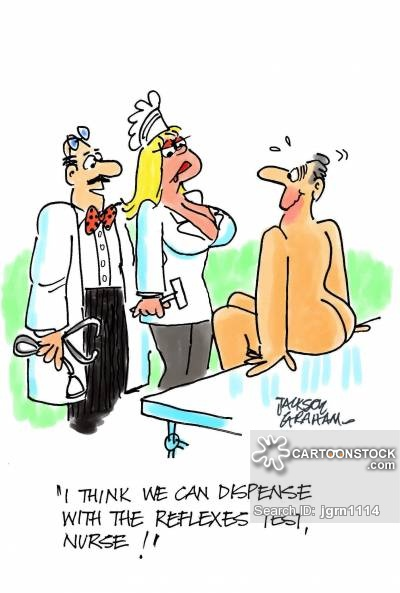 JACKSON
GRAHAM
CARTOONSTOCK
.com
Search ID: jgrn1114
"I THINK WE CAN DISPENSE
WITH THE REFLEXES TEST,
NURSE!!"